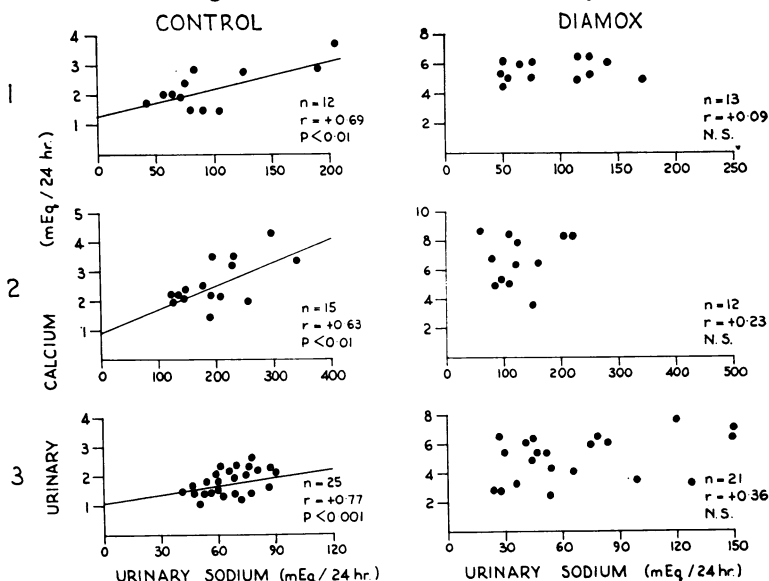 CONTROL DIAMOX
1
4
3
2
1
0 50 100 150 200
n=12
r=+0.69
P<0.01
8
6
4
2
0 50 100 150 200 250
n=13
r=+0.09
N.S.
2
5
4
3
2
1
0 100 200 300 400
n=15
r=+0.63
P<0.01
10
8
6
4
2
0 100 200 300 400 500
n=12
r=+0.23
N.S.
3
4
3
2
1
0 30 60 90 120
n=25
r=+0.77
P<0.001
8
6
4
2
0 30 60 90 120 150
n=21
r=+0.36
N.S.
URINARY CALCIUM (mEq/24 hr.)
URINARY SODIUM (mEq/24hr.) URINARY SODIUM (mEq/24 hr.)